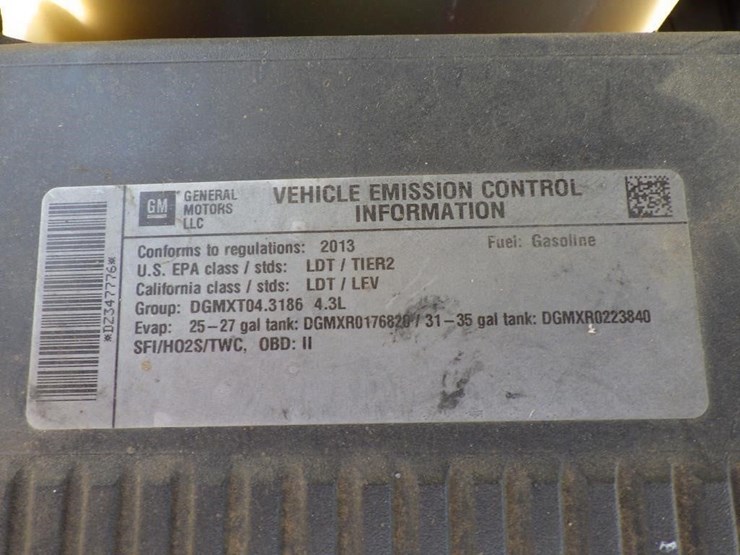 GM
GENERAL
MOTORS
LLC
VEHICLE EMISSION CONTROL
INFORMATION
Conforms to regulations: 2013
Fuel: Gasoline
U.S. EPA class / stds: LDT / TIER2
California class / stds: LDT / LEV
Group: DGMXT04.3186 4.3L
Evap: 25-27 gal tank: DGMXR0176820 / 31-35 gal tank: DGMXR0223840
SFI/HO2S/TWC, OBD: II
*DZ347776*